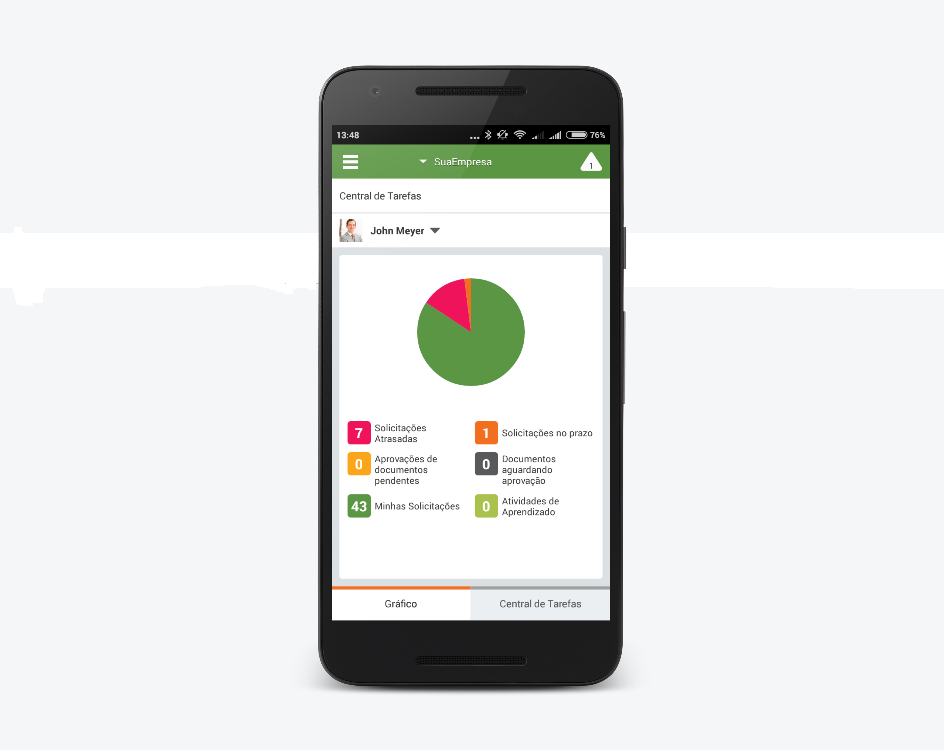 13:48
76%
SuaEmpresa
1
Central de Tarefas
John Meyer
7
Solicitações
Atrasadas
1
Solicitações no prazo
0
Aprovações de
documentos
pendentes
0
Documentos
aguardando
aprovação
43
Minhas Solicitações
0
Atividades de
Aprendizado
Gráfico
Central de Tarefas